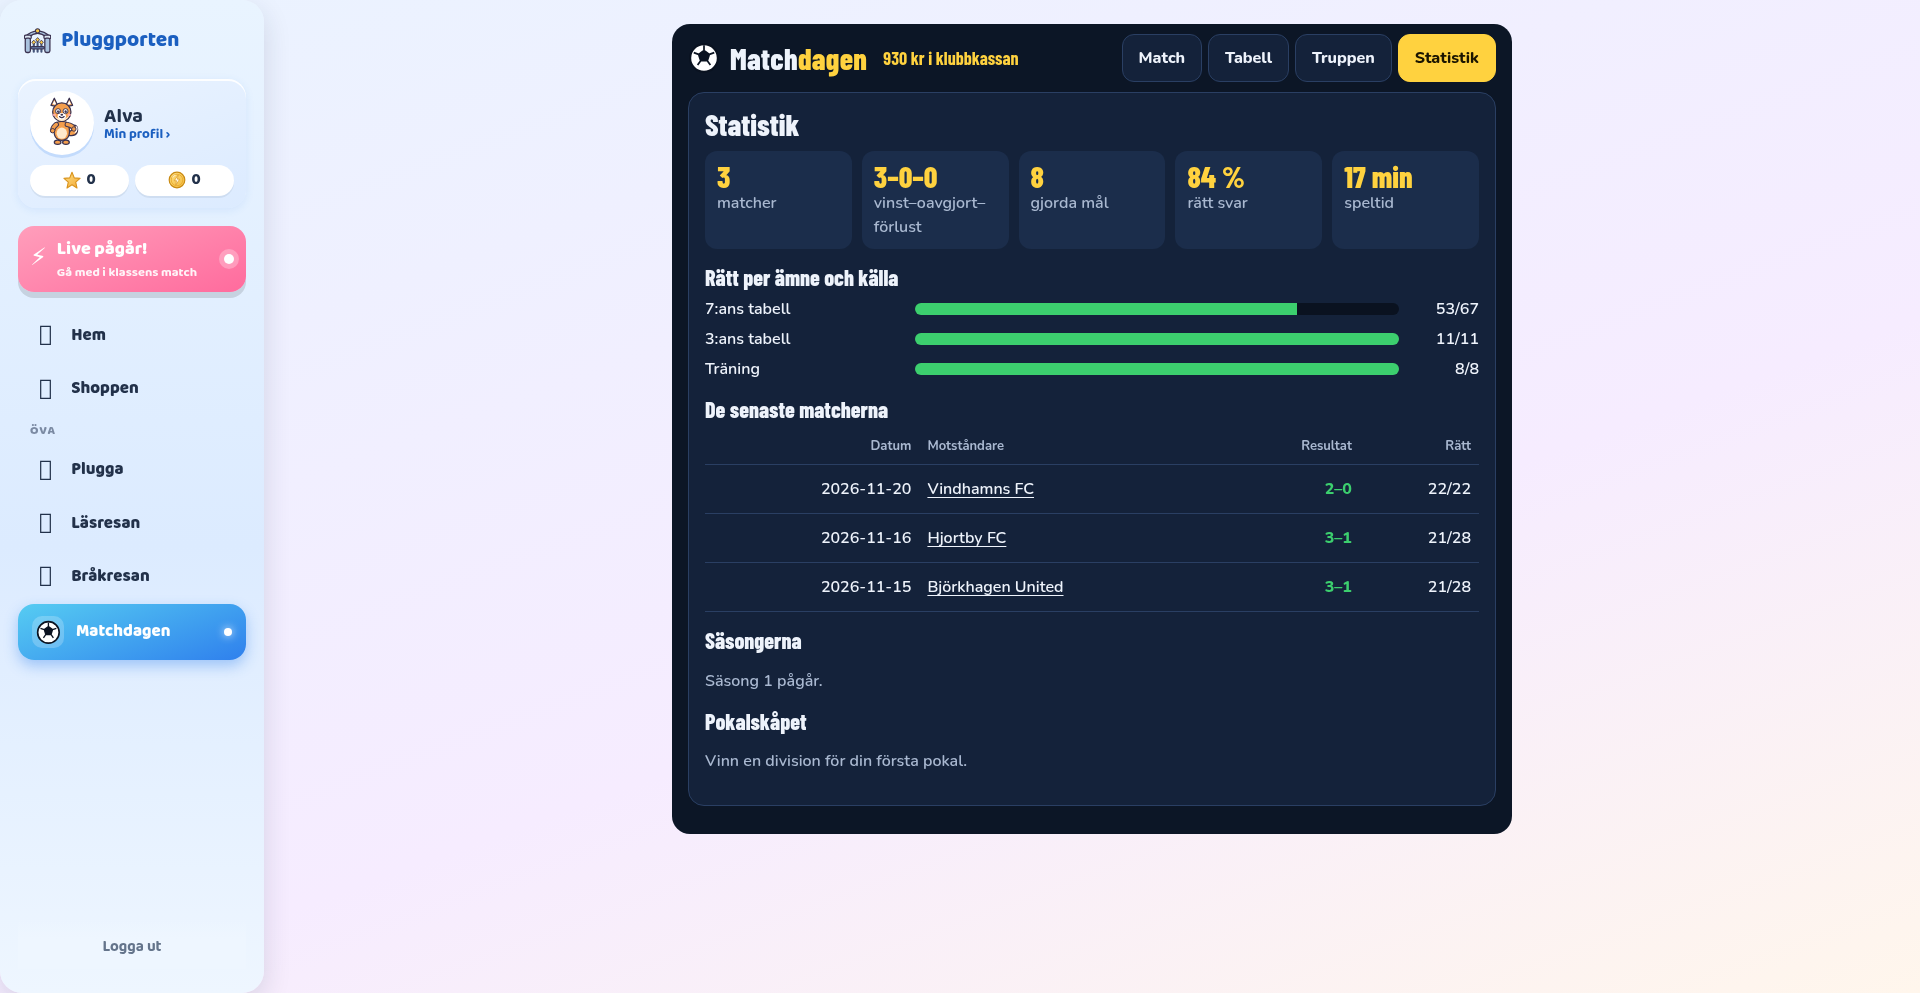 Pluggporten
Alva
Min profil ›
0
0
Live pågår!
Gå med i klassens match
Hem
Shoppen
ÖVA
Plugga
Läsresan
Bråkresan
Matchdagen
Logga ut
Matchdagen
930 kr i klubbkassan
Match
Tabell
Truppen
Statistik
Statistik
3
matcher
3–0–0
vinst–oavgjort–
förlust
8
gjorda mål
84 %
rätt svar
17 min
speltid
Rätt per ämne och källa
7:ans tabell 53/67
3:ans tabell 11/11
Träning 8/8
De senaste matcherna
Datum Motståndare Resultat Rätt
2026-11-20 Vindhamns FC 2–0 22/22
2026-11-16 Hjortby FC 3–1 21/28
2026-11-15 Björkhagen United 3–1 21/28
Säsongerna
Säsong 1 pågår.
Pokalskåpet
Vinn en division för din första pokal.